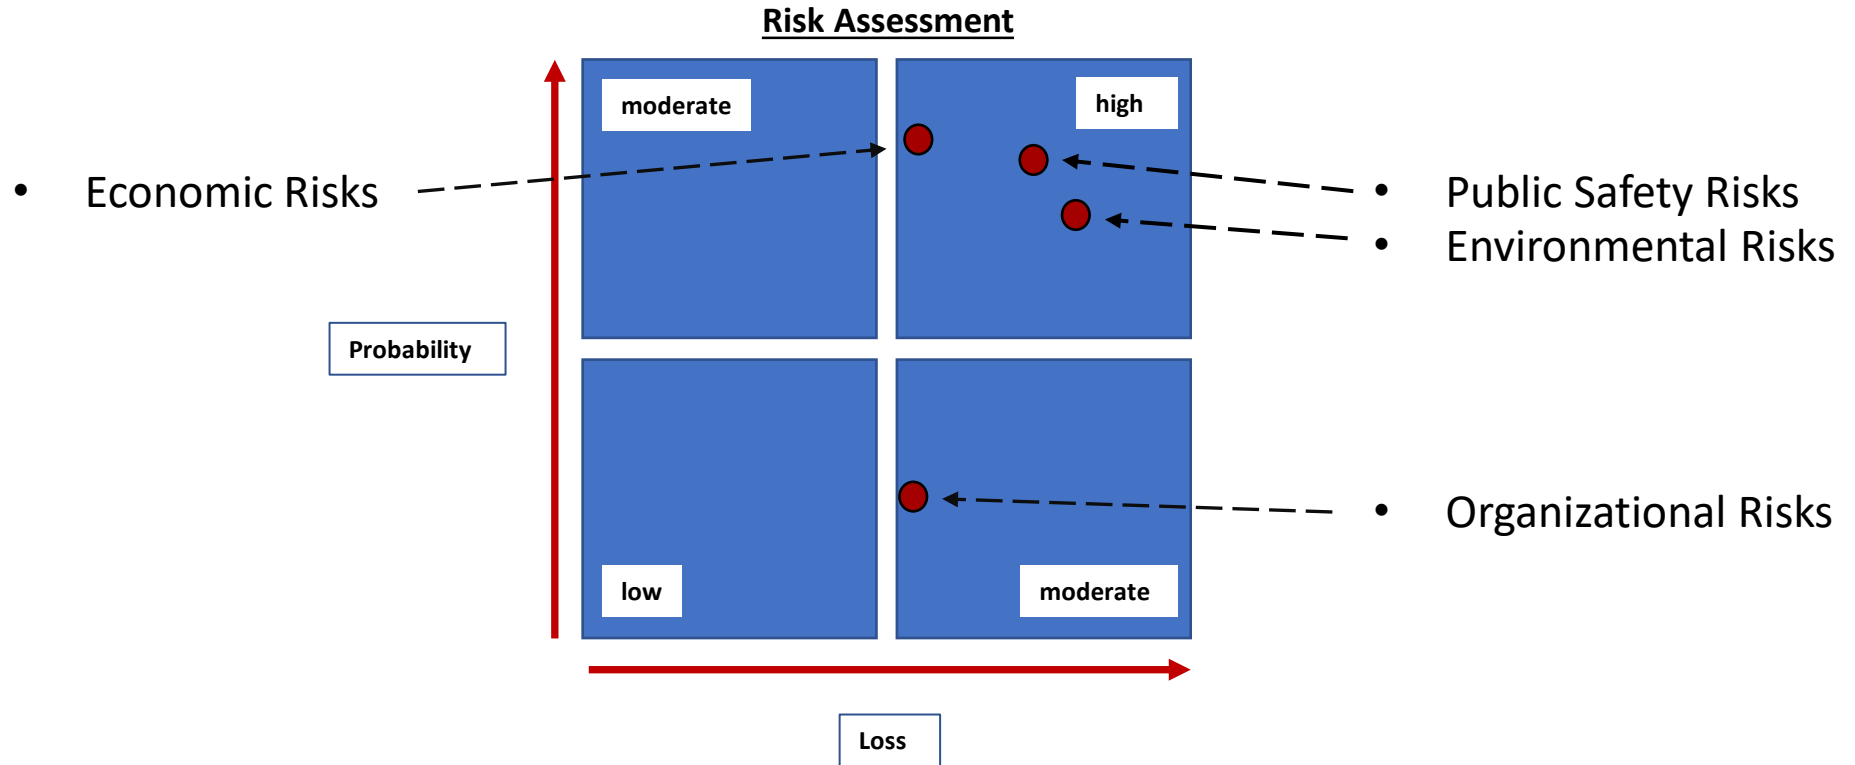 Risk Assessment
moderate
high
• Economic Risks
• Public Safety Risks
• Environmental Risks
Probability
• Organizational Risks
low
moderate
Loss